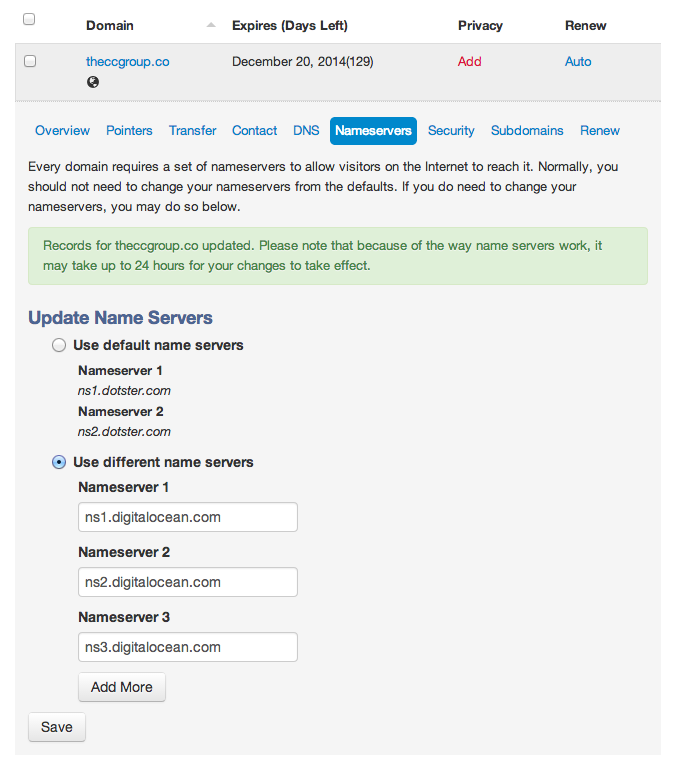 Domain Expires (Days Left) Privacy Renew
theccgroup.co December 20, 2014(129) Add Auto
Overview Pointers Transfer Contact DNS Nameservers Security Subdomains Renew
Every domain requires a set of nameservers to allow visitors on the Internet to reach it. Normally, you
should not need to change your nameservers from the defaults. If you do need to change your
nameservers, you may do so below.
Records for theccgroup.co updated. Please note that because of the way name servers work, it
may take up to 24 hours for your changes to take effect.
Update Name Servers
Use default name servers
Nameserver 1
ns1.dotster.com
Nameserver 2
ns2.dotster.com
Use different name servers
Nameserver 1
ns1.digitalocean.com
Nameserver 2
ns2.digitalocean.com
Nameserver 3
ns3.digitalocean.com
Add More
Save